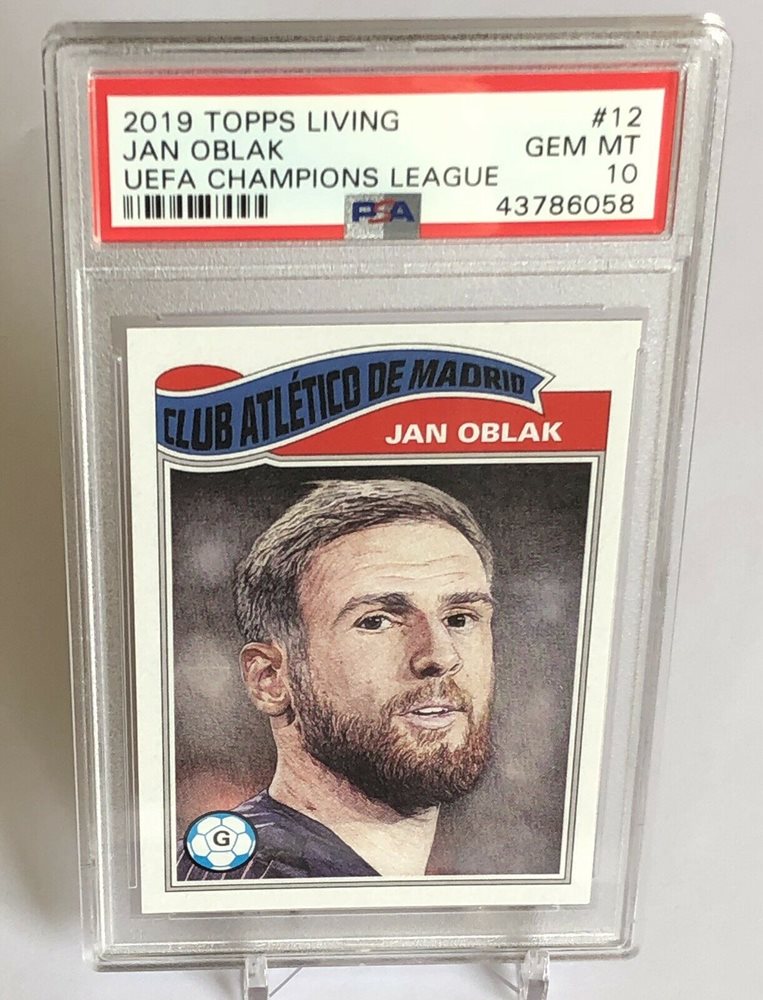 2019 TOPPS LIVING #12
JAN OBLAK GEM MT
UEFA CHAMPIONS LEAGUE 10
PSA 43786058
CLUB ATLÉTICO DE MADRID
JAN OBLAK
G